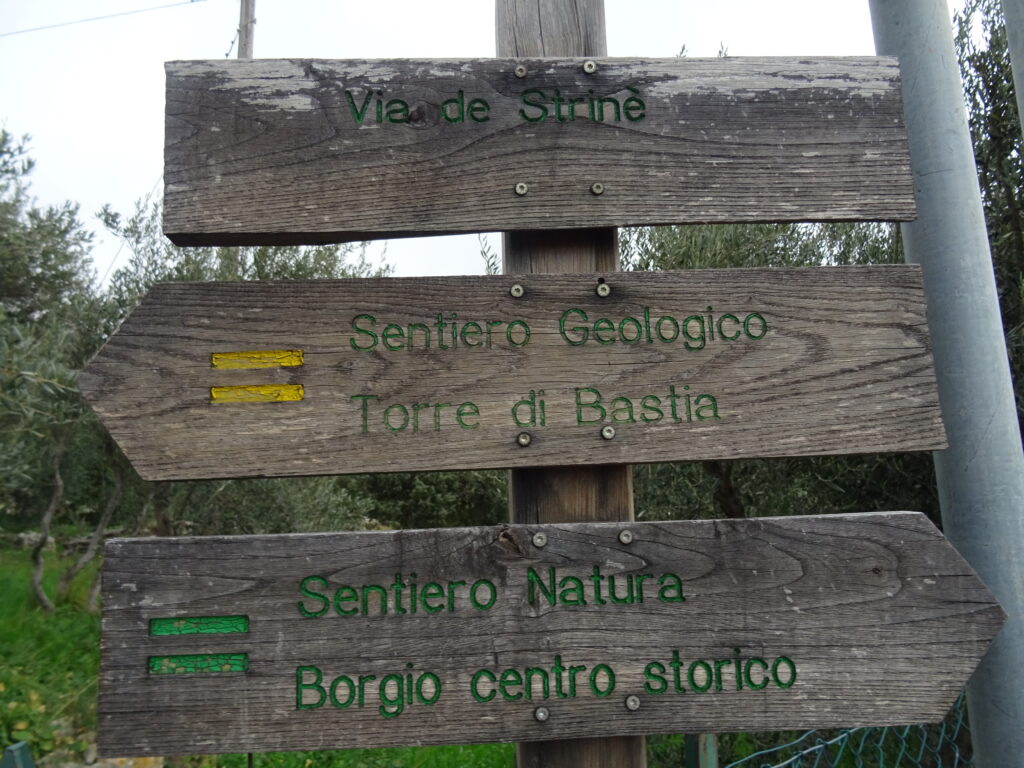 Via de Strinè
Sentiero Geologico
Torre di Bastia
Sentiero Natura
Borgio centro storico